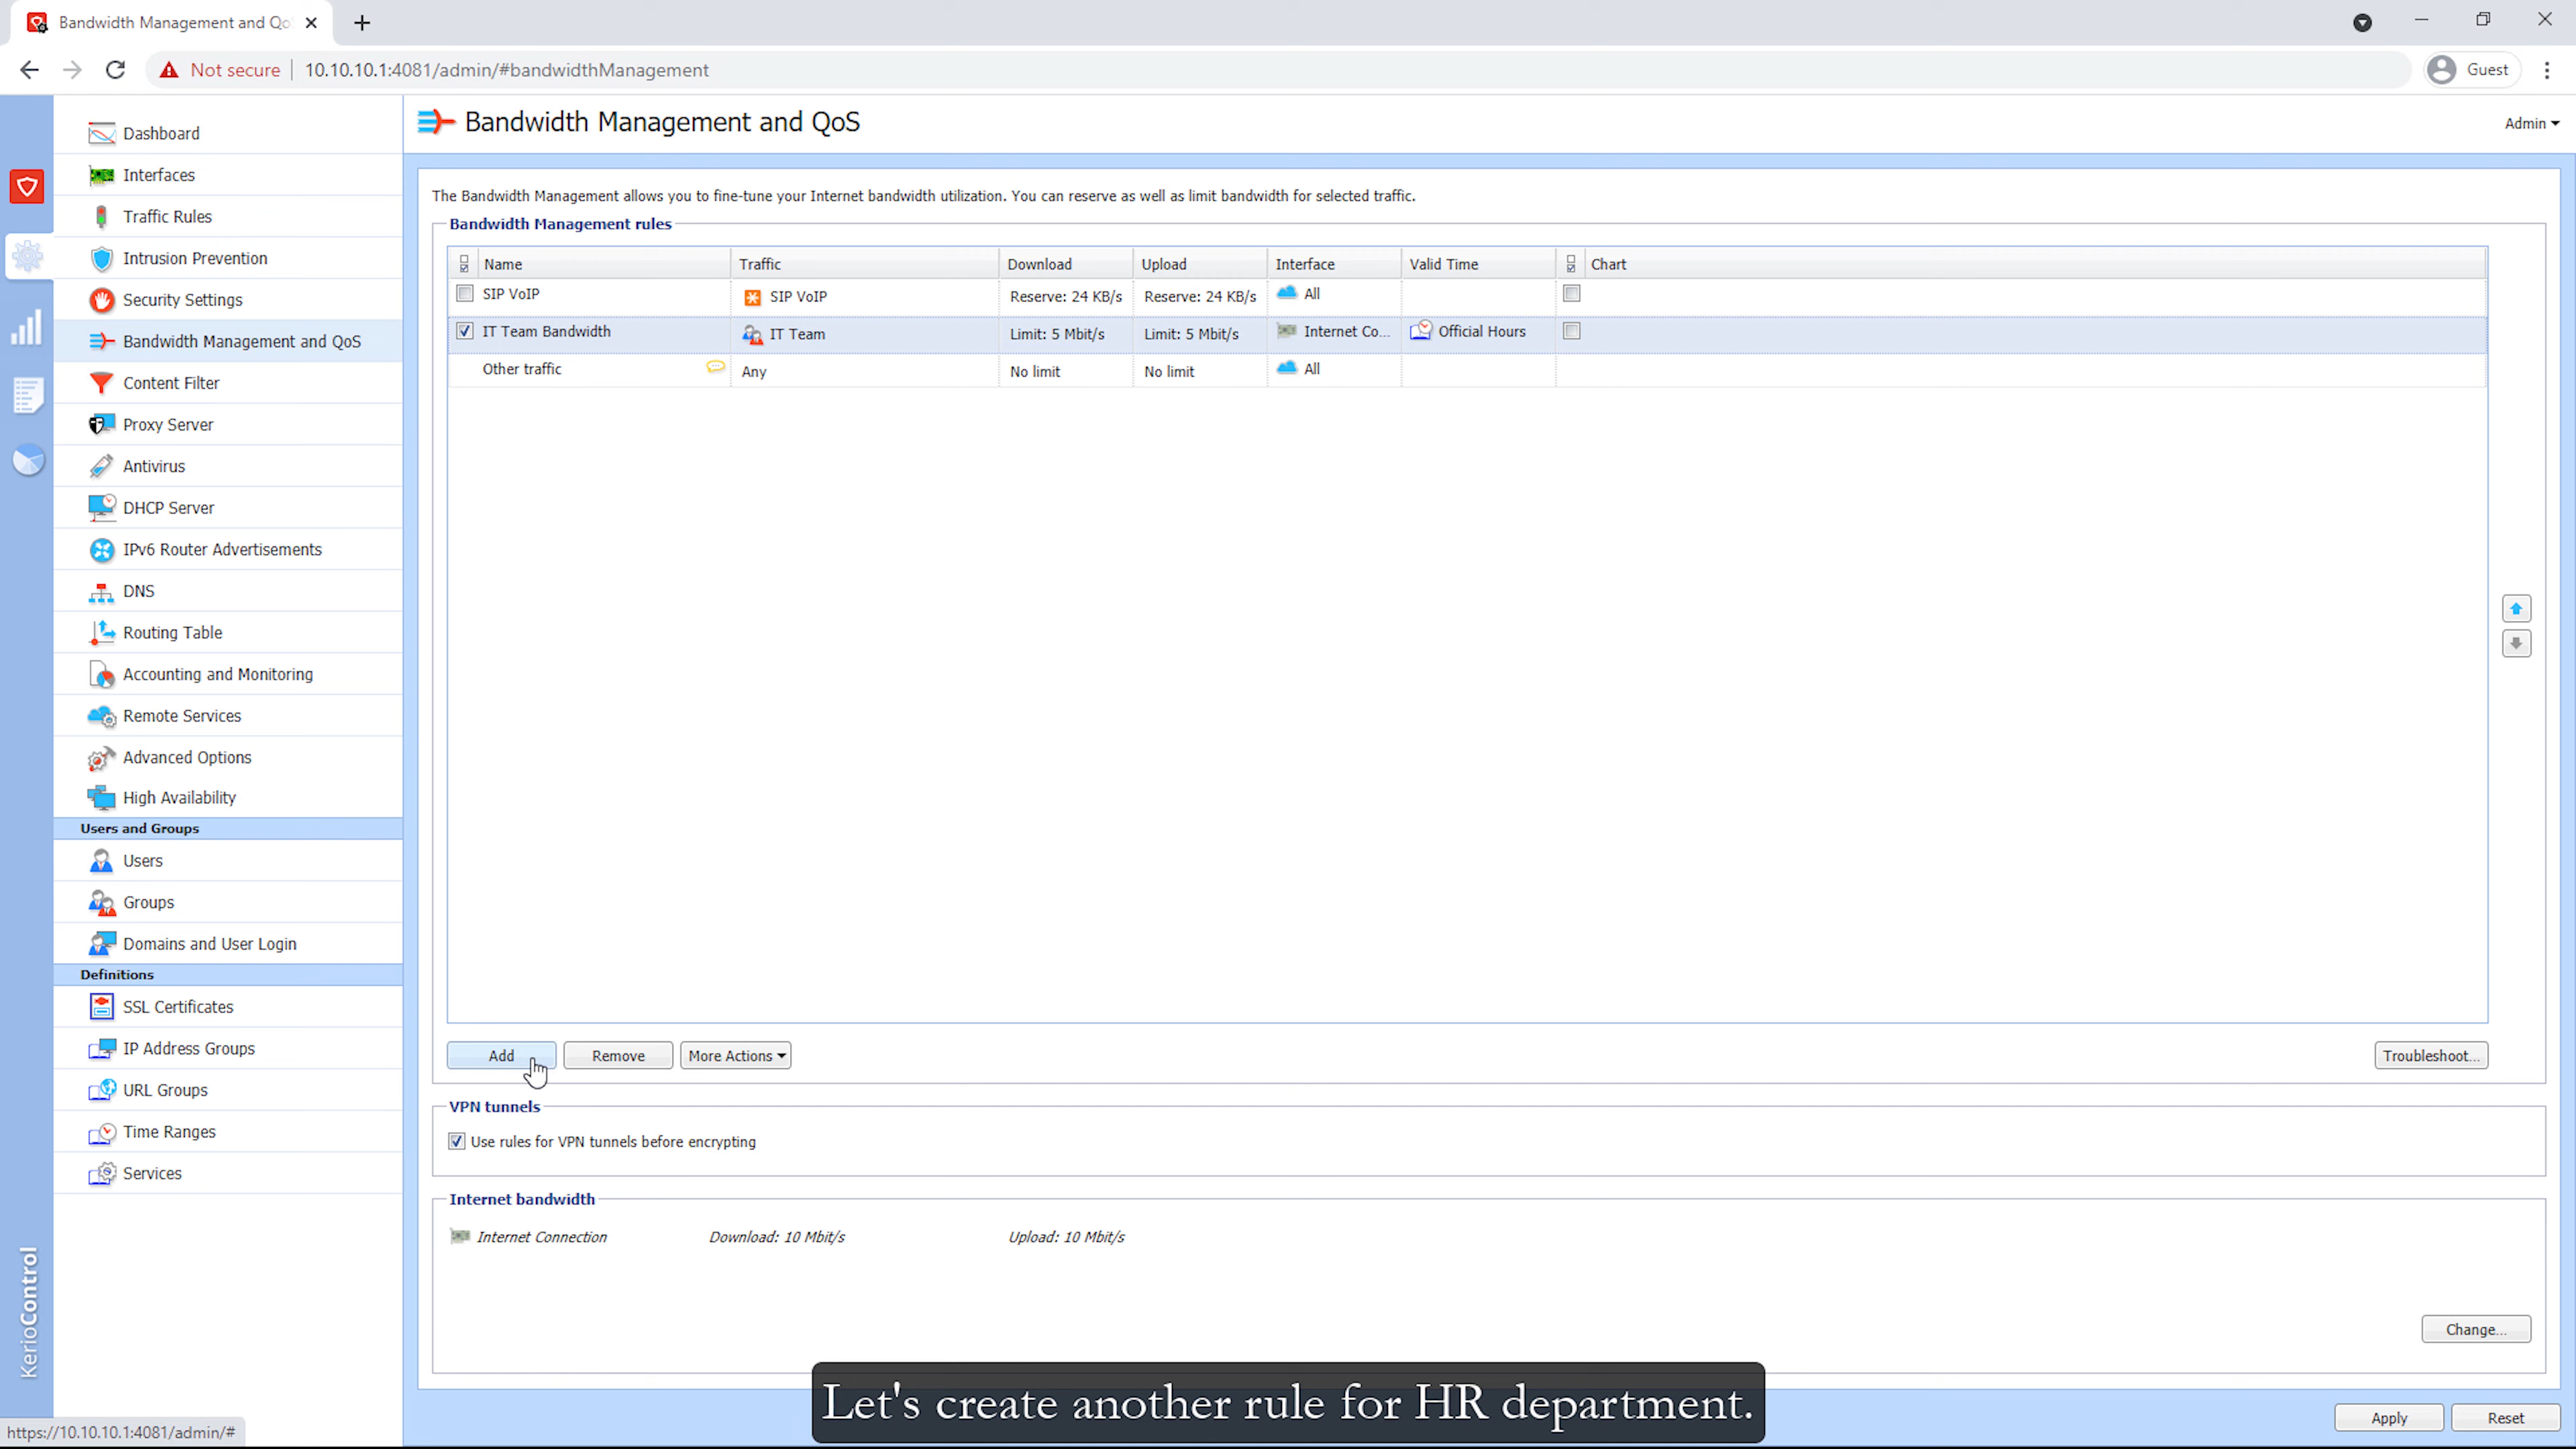 Bandwidth Management and Qo
Not secure 10.10.10.1:4081/admin/#bandwidthManagement Guest
Bandwidth Management and QoS Admin
Dashboard
Interfaces
Traffic Rules
Intrusion Prevention
Security Settings
Bandwidth Management and QoS
Content Filter
Proxy Server
Antivirus
DHCP Server
IPv6 Router Advertisements
DNS
Routing Table
Accounting and Monitoring
Remote Services
Advanced Options
High Availability
Users and Groups
Users
Groups
Domains and User Login
Definitions
SSL Certificates
IP Address Groups
URL Groups
Time Ranges
Services
KerioControl
The Bandwidth Management allows you to fine-tune your Internet bandwidth utilization. You can reserve as well as limit bandwidth for selected traffic.
Bandwidth Management rules
Name Traffic Download Upload Interface Valid Time Chart
SIP VoIP SIP VoIP Reserve: 24 KB/s Reserve: 24 KB/s All
IT Team Bandwidth IT Team Limit: 5 Mbit/s Limit: 5 Mbit/s Internet Co... Official Hours
Other traffic Any No limit No limit All
Add Remove More Actions Troubleshoot...
VPN tunnels
Use rules for VPN tunnels before encrypting
Internet bandwidth
Internet Connection Download: 10 Mbit/s Upload: 10 Mbit/s
Change...
Let's create another rule for HR department.
Apply Reset
https://10.10.10.1:4081/admin/#